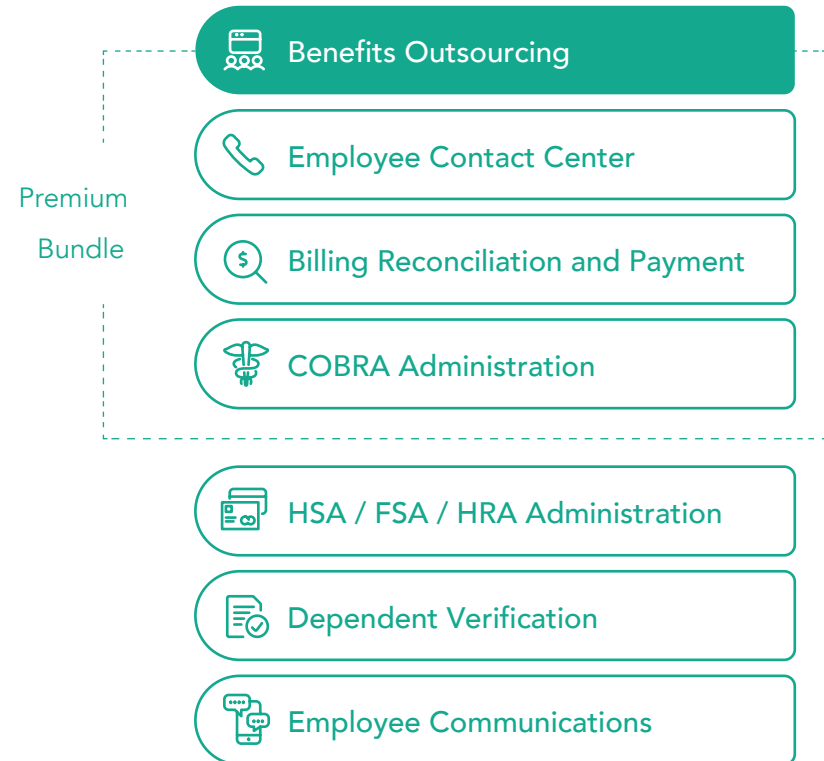 Benefits Outsourcing
Employee Contact Center
Premium
Bundle
Billing Reconciliation and Payment
$
COBRA Administration
HSA / FSA / HRA Administration
Dependent Verification
Employee Communications